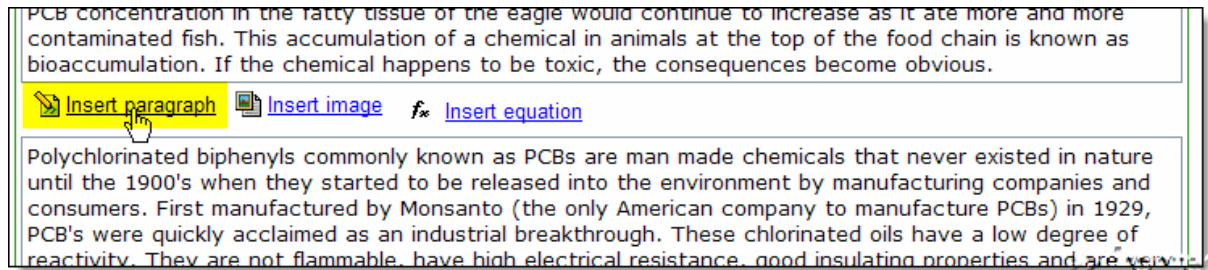 PCB concentration in the fatty tissue of the eagle would continue to increase as it ate more and more
contaminated fish. This accumulation of a chemical in animals at the top of the food chain is known as
bioaccumulation. If the chemical happens to be toxic, the consequences become obvious.
Insert paragraph Insert image fx Insert equation
Polychlorinated biphenyls commonly known as PCBs are man made chemicals that never existed in nature
until the 1900's when they started to be released into the environment by manufacturing companies and
consumers. First manufactured by Monsanto (the only American company to manufacture PCBs) in 1929,
PCB's were quickly acclaimed as an industrial breakthrough. These chlorinated oils have a low degree of
reactivity. They are not flammable, have high electrical resistance, good insulating properties and are very